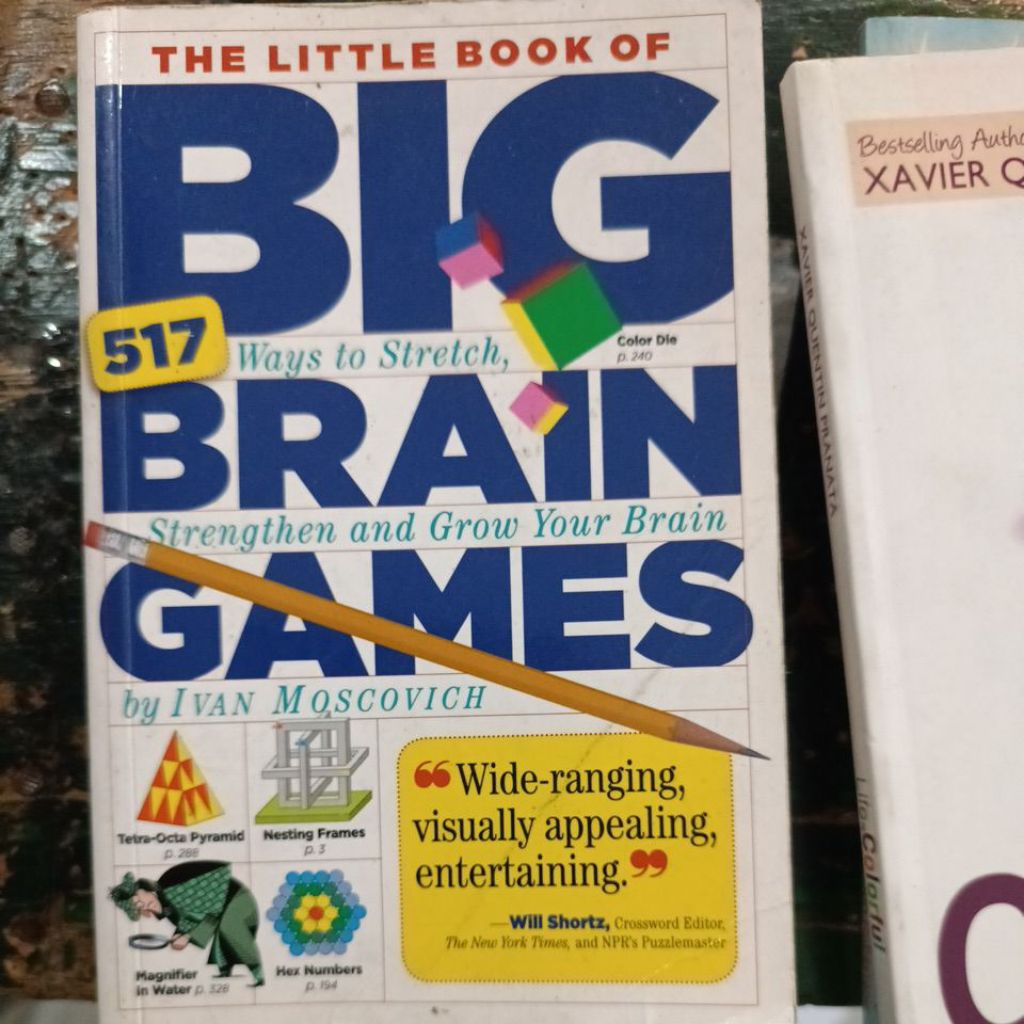 THE LITTLE BOOK OF
BIG
Color Die
p. 240
517 Ways to Stretch,
BRAIN
Strengthen and Grow Your Brain
GAMES
by IVAN MOSCOVICH
Tetra-Octa Pyramid
p. 288
Nesting Frames
p. 3
Magnifier
in Water p. 328
Hex Numbers
p. 194
“Wide-ranging,
visually appealing,
entertaining.”
—Will Shortz, Crossword Editor,
The New York Times, and NPR's Puzzlemaster
XAVIER QUENTIN PRANATA
Life Colorful
Bestselling Autho
XAVIER Q